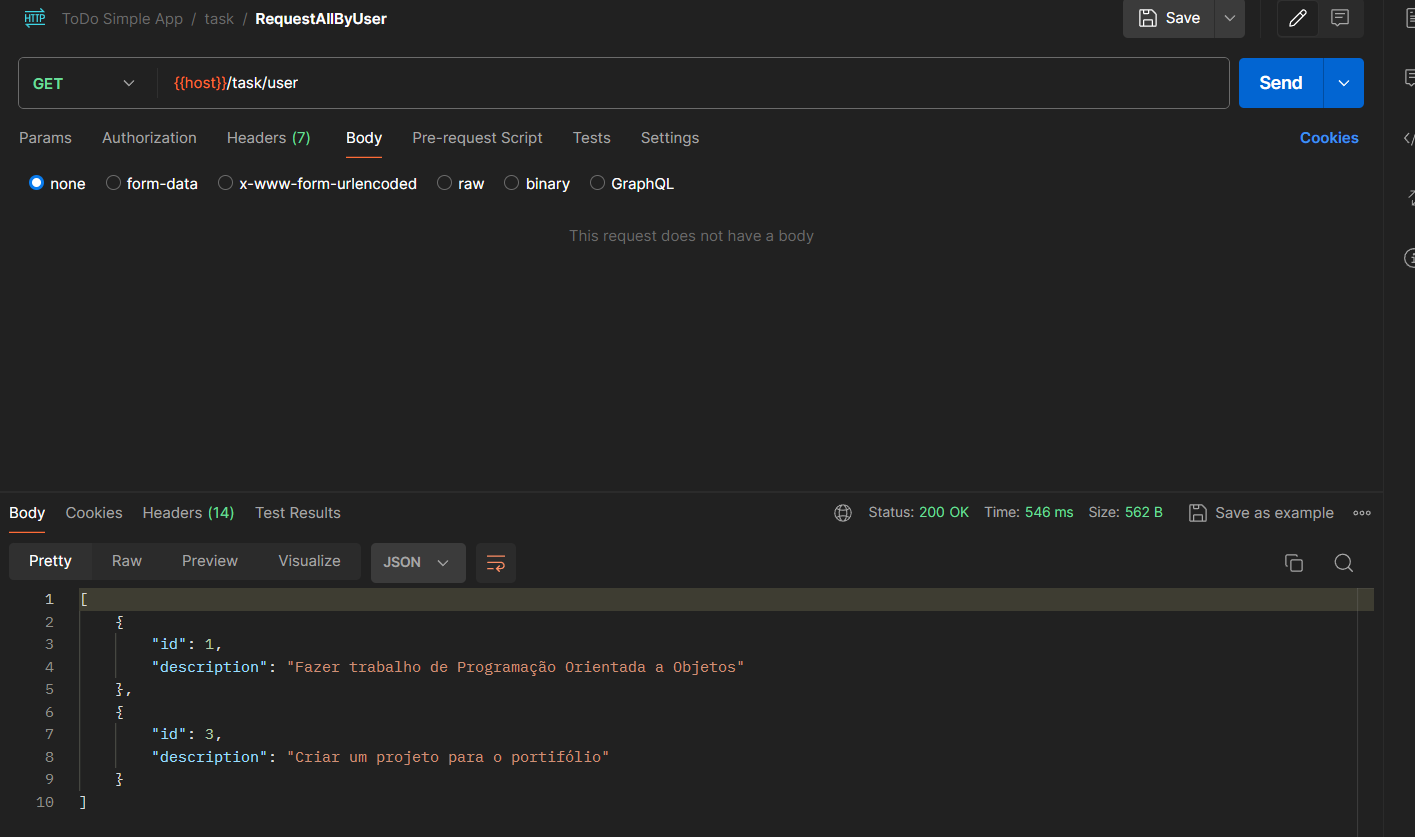 HTTP ToDo Simple App / task / RequestAllByUser Save
GET {{host}}/task/user Send
Params Authorization Headers (7) Body Pre-request Script Tests Settings Cookies
none form-data x-www-form-urlencoded raw binary GraphQL
This request does not have a body
Body Cookies Headers (14) Test Results Status: 200 OK Time: 546 ms Size: 562 B Save as example
Pretty Raw Preview Visualize JSON
1 [
2 {
3 "id": 1,
4 "description": "Fazer trabalho de Programação Orientada a Objetos"
5 },
6 {
7 "id": 3,
8 "description": "Criar um projeto para o portifólio"
9 }
10 ]